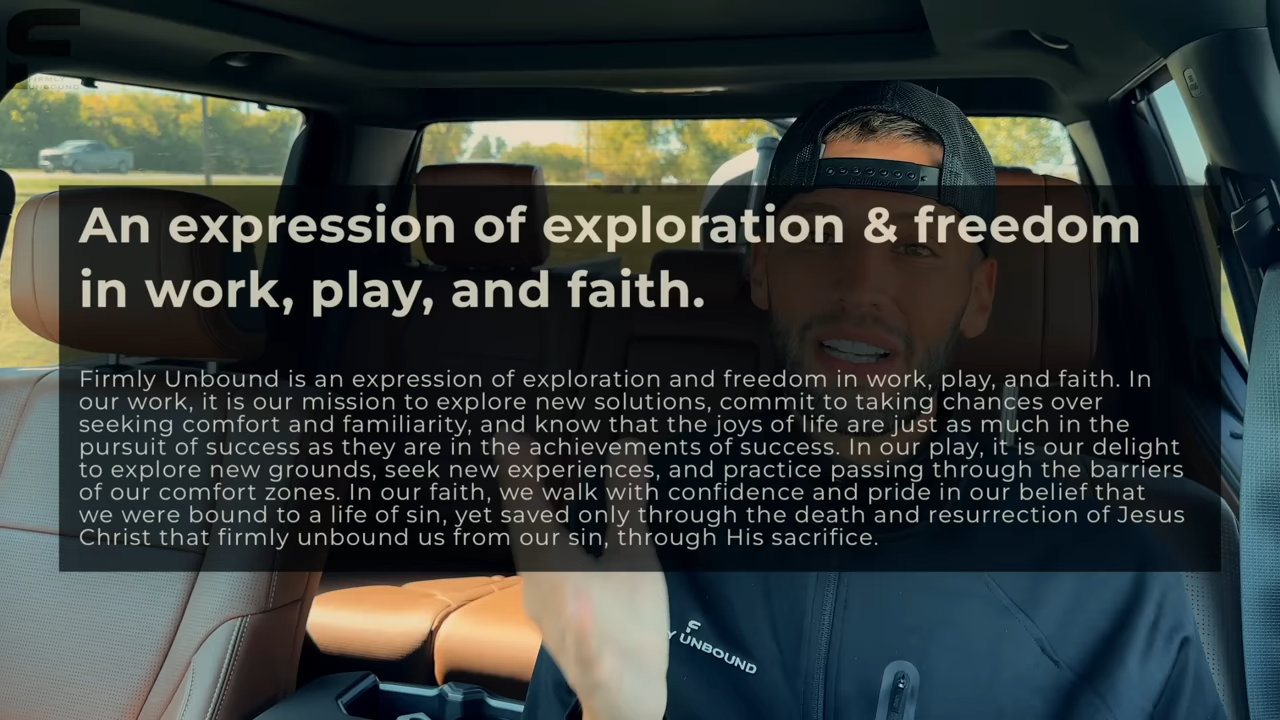 FIRMLY
UNBOUND
An expression of exploration & freedom
in work, play, and faith.
Firmly Unbound is an expression of exploration and freedom in work, play, and faith. In
our work, it is our mission to explore new solutions, commit to taking chances over
seeking comfort and familiarity, and know that the joys of life are just as much in the
pursuit of success as they are in the achievements of success. In our play, it is our delight
to explore new grounds, seek new experiences, and practice passing through the barriers
of our comfort zones. In our faith, we walk with confidence and pride in our belief that
we were bound to a life of sin, yet saved only through the death and resurrection of Jesus
Christ that firmly unbound us from our sin, through His sacrifice.
Y UNBOUND